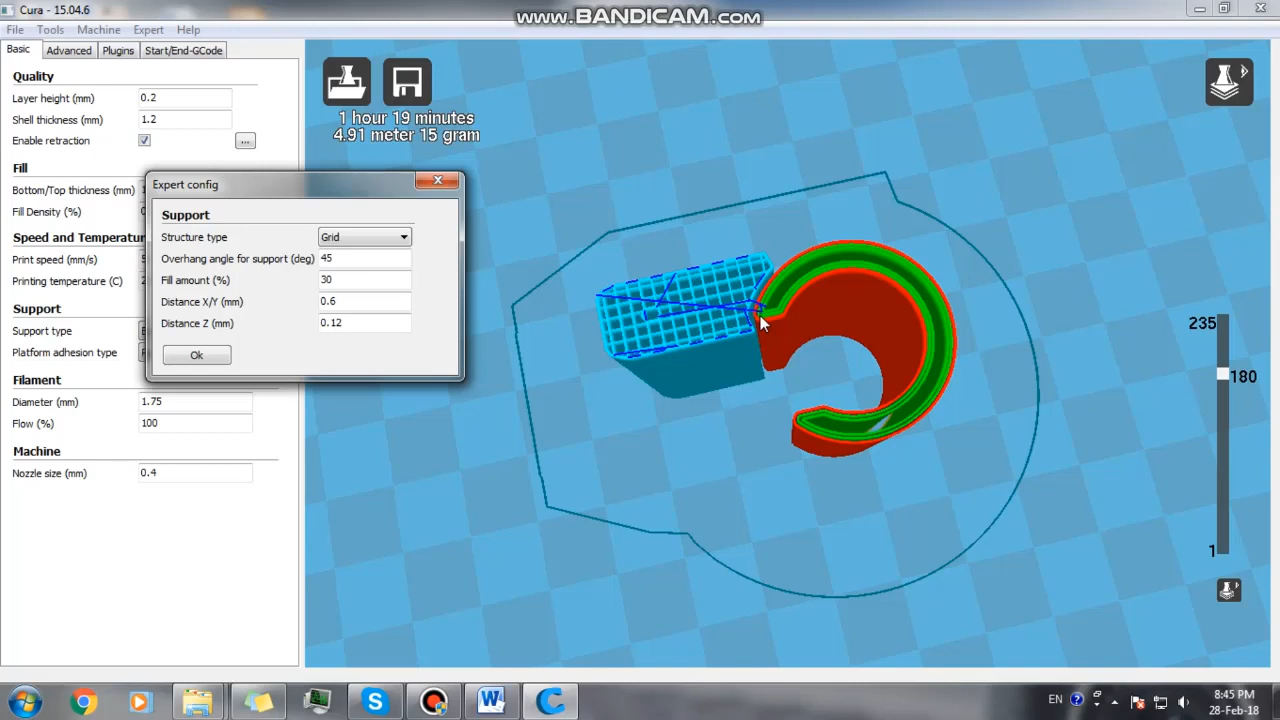 Cura - 15.04.6
www.BANDICAM.com
File Tools Machine Expert Help
Basic Advanced Plugins Start/End-GCode
Quality
Layer height (mm) 0.2
Shell thickness (mm) 1.2
Enable retraction ...
Fill
Bottom/Top thickness (mm)
Fill Density (%)
Speed and Temperatur
Print speed (mm/s)
Printing temperature (C)
Support
Support type
Platform adhesion type
Filament
Diameter (mm) 1.75
Flow (%) 100
Machine
Nozzle size (mm) 0.4
Expert config
Support
Structure type Grid
Overhang angle for support (deg) 45
Fill amount (%) 30
Distance X/Y (mm) 0.6
Distance Z (mm) 0.12
Ok
1 hour 19 minutes
4.91 meter 15 gram
235
180
1
EN
8:45 PM
28-Feb-18